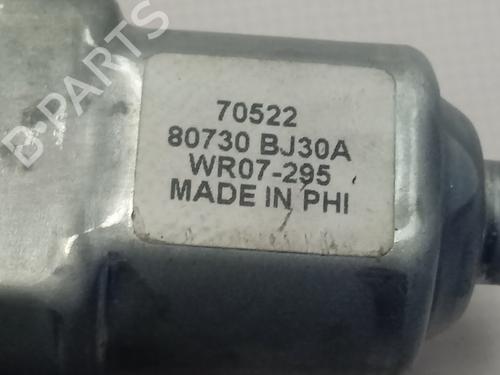 B-PARTS
70522
80730 BJ30A
WR07-295
MADE IN PHI